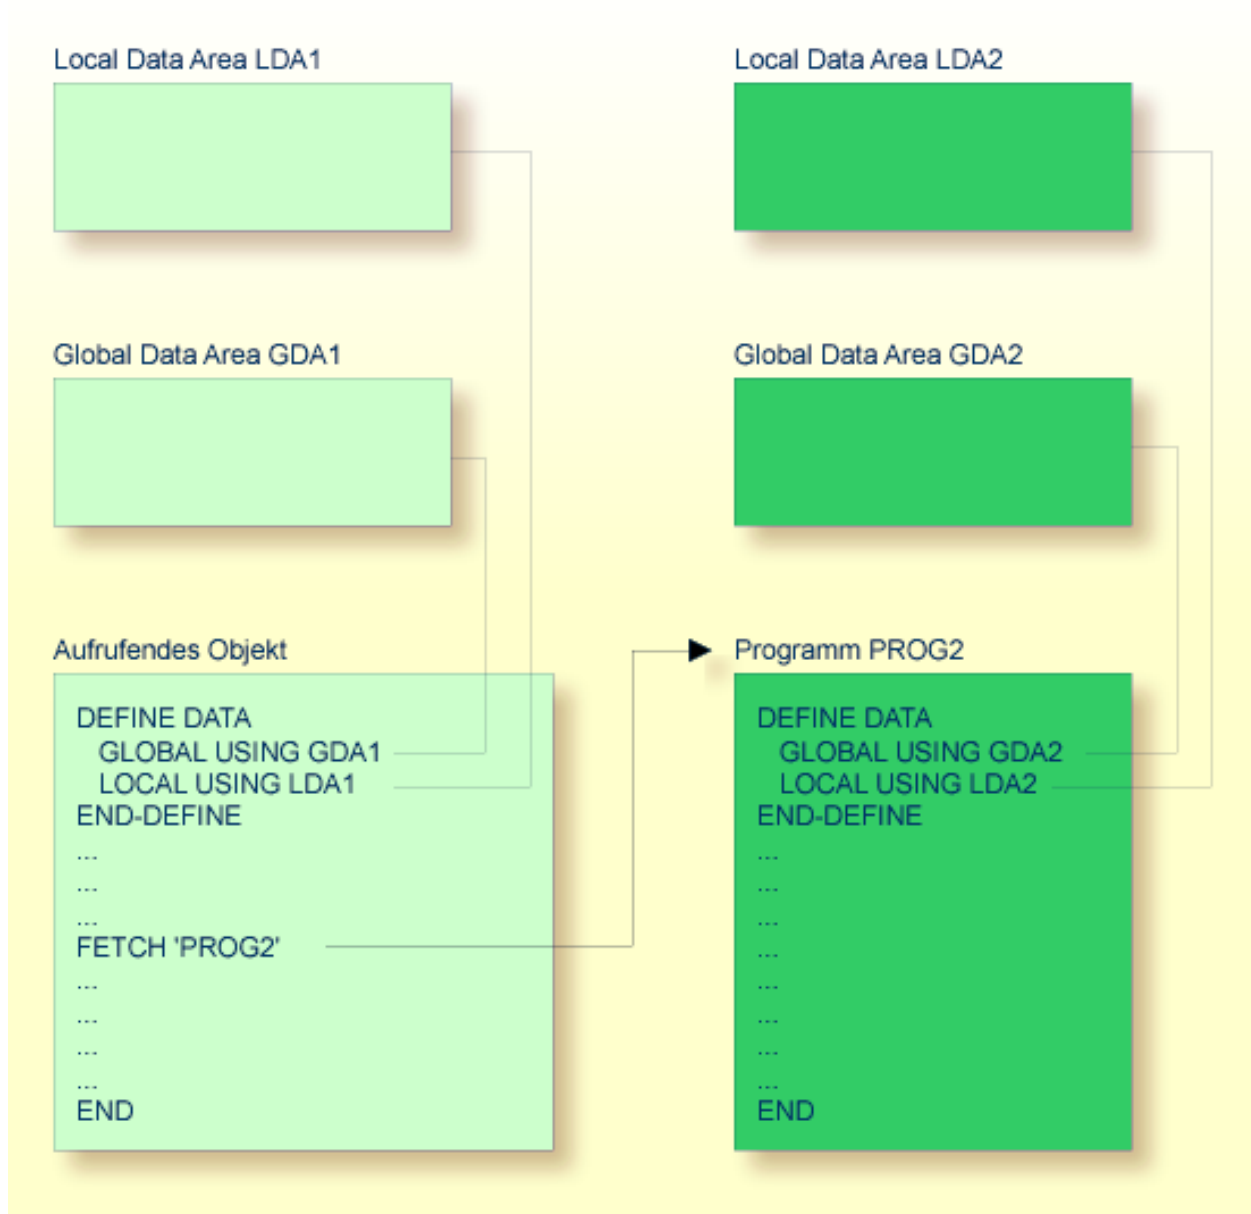 Local Data Area LDA1
Local Data Area LDA2
Global Data Area GDA1
Global Data Area GDA2
Aufrufendes Objekt
DEFINE DATA
GLOBAL USING GDA1
LOCAL USING LDA1
END-DEFINE
...
...
...
FETCH 'PROG2'
...
...
...
...
END
Programm PROG2
DEFINE DATA
GLOBAL USING GDA2
LOCAL USING LDA2
END-DEFINE
...
...
...
...
...
...
...
...
END